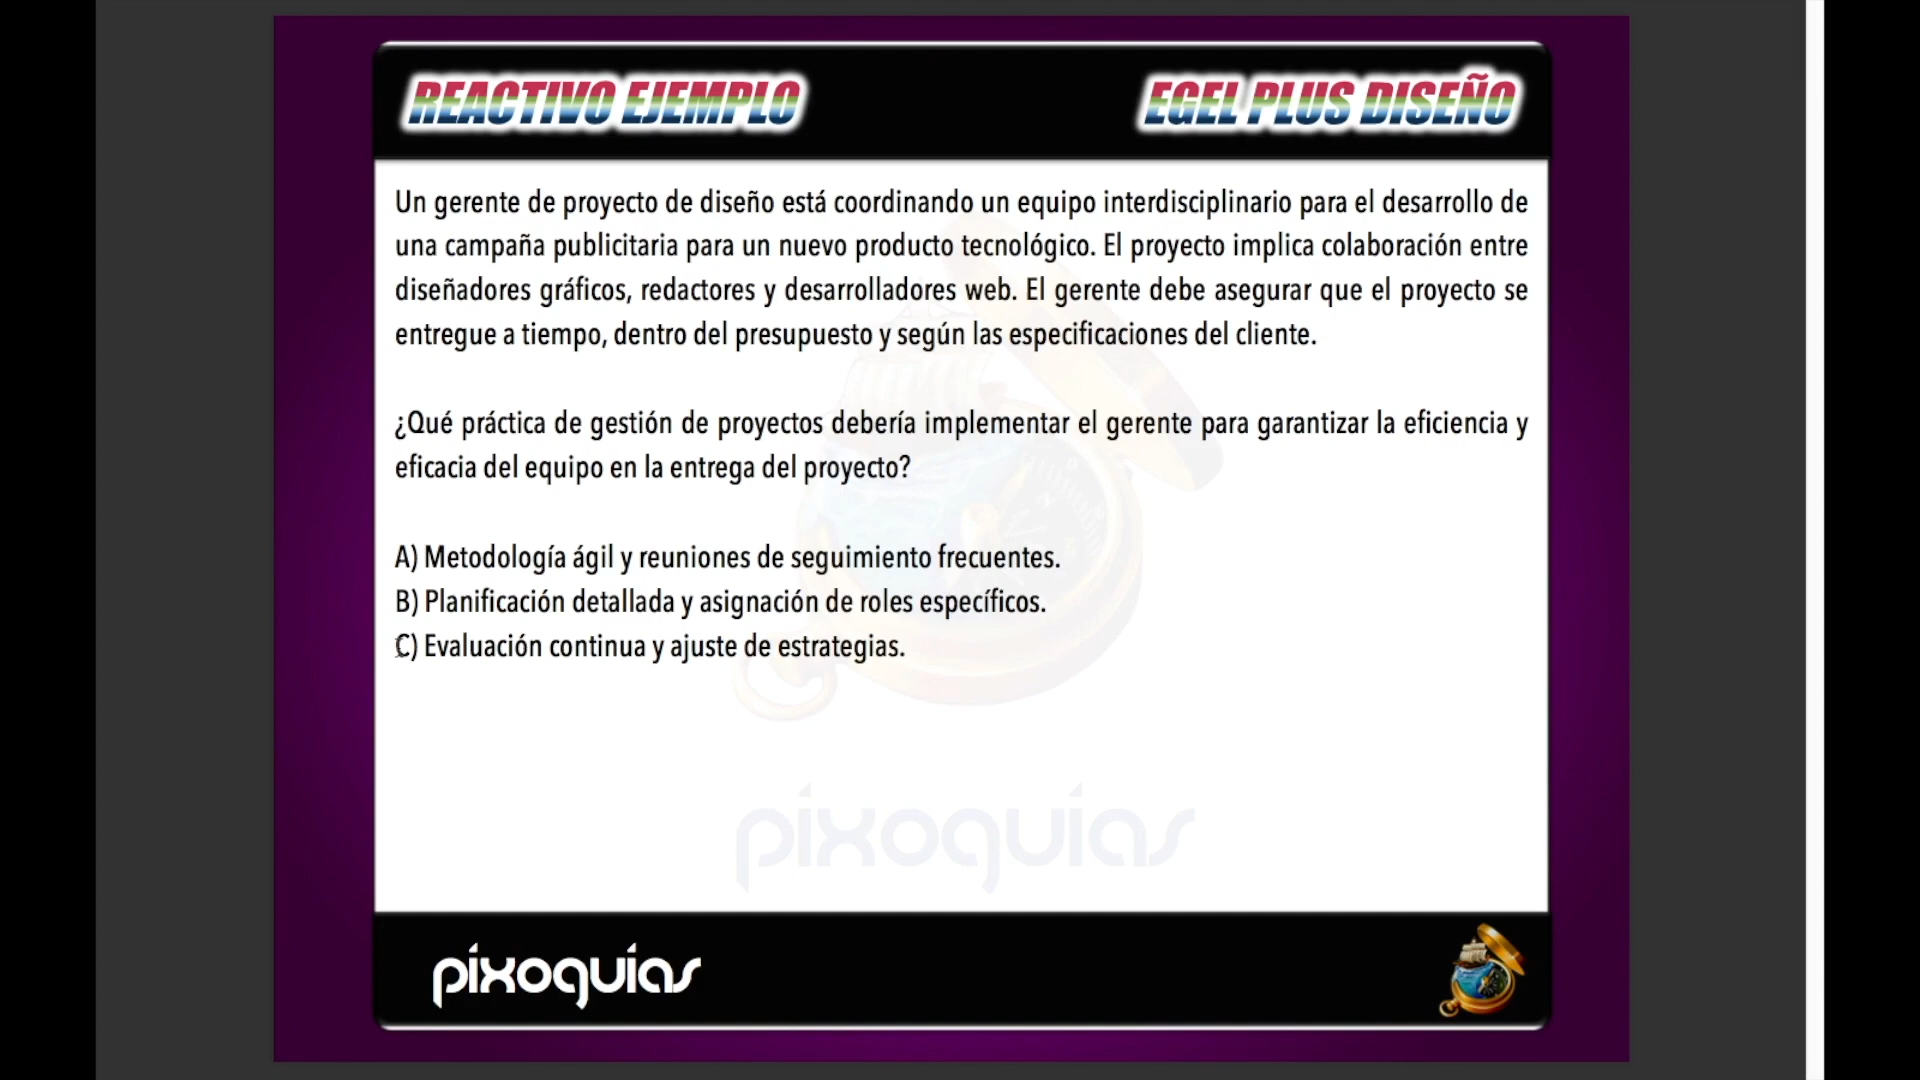 REACTIVO EJEMPLO
EGEL PLUS DISEÑO
Un gerente de proyecto de diseño está coordinando un equipo interdisciplinario para el desarrollo de
una campaña publicitaria para un nuevo producto tecnológico. El proyecto implica colaboración entre
diseñadores gráficos, redactores y desarrolladores web. El gerente debe asegurar que el proyecto se
entregue a tiempo, dentro del presupuesto y según las especificaciones del cliente.
¿Qué práctica de gestión de proyectos debería implementar el gerente para garantizar la eficiencia y
eficacia del equipo en la entrega del proyecto?
A) Metodología ágil y reuniones de seguimiento frecuentes.
B) Planificación detallada y asignación de roles específicos.
C) Evaluación continua y ajuste de estrategias.
pixoguías
pixoguías